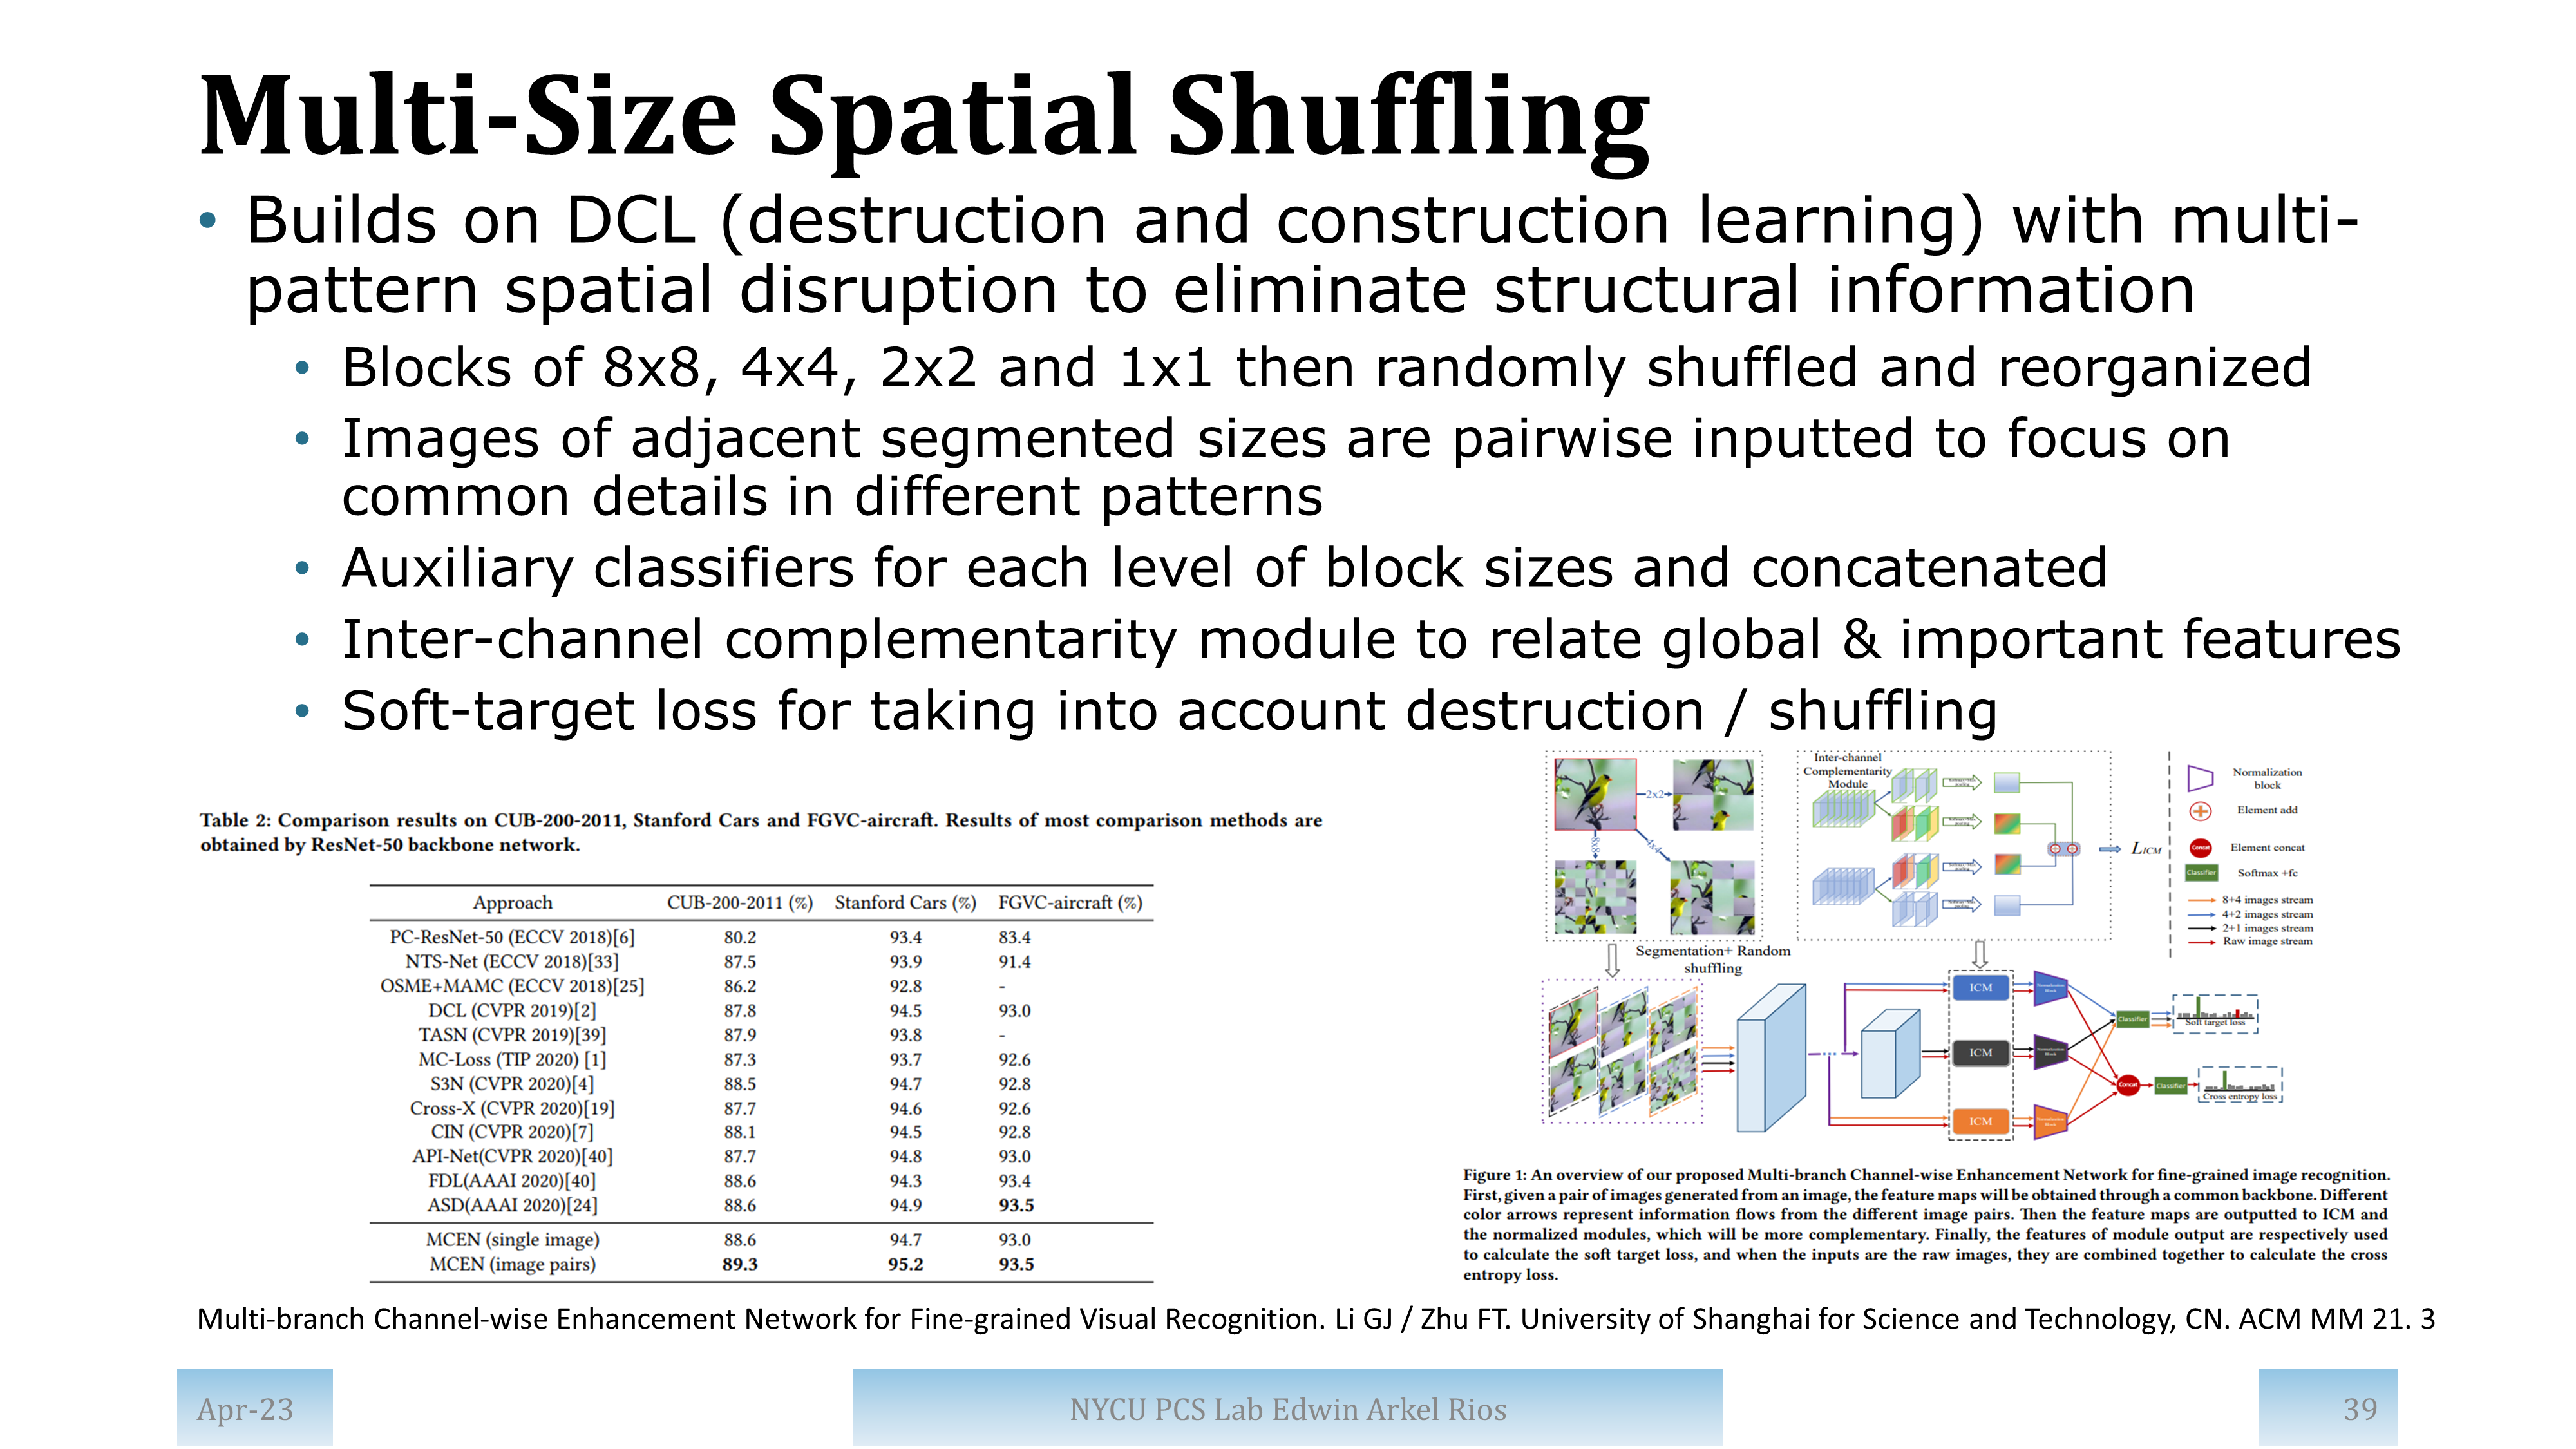 Multi-Size Spatial Shuffling
• Builds on DCL (destruction and construction learning) with multi-
pattern spatial disruption to eliminate structural information
• Blocks of 8x8, 4x4, 2x2 and 1x1 then randomly shuffled and reorganized
• Images of adjacent segmented sizes are pairwise inputted to focus on
common details in different patterns
• Auxiliary classifiers for each level of block sizes and concatenated
• Inter-channel complementarity module to relate global & important features
• Soft-target loss for taking into account destruction / shuffling
Table 2: Comparison results on CUB-200-2011, Stanford Cars and FGVC-aircraft. Results of most comparison methods are
obtained by ResNet-50 backbone network.
Approach CUB-200-2011 (%) Stanford Cars (%) FGVC-aircraft (%)
PC-ResNet-50 (ECCV 2018)[6] 80.2 93.4 83.4
NTS-Net (ECCV 2018)[33] 87.5 93.9 91.4
OSME+MAMC (ECCV 2018)[25] 86.2 92.8 -
DCL (CVPR 2019)[2] 87.8 94.5 93.0
TASN (CVPR 2019)[39] 87.9 93.8 -
MC-Loss (TIP 2020) [1] 87.3 93.7 92.6
S3N (CVPR 2020)[4] 88.5 94.7 92.8
Cross-X (CVPR 2020)[19] 87.7 94.6 92.6
CIN (CVPR 2020)[7] 88.1 94.5 92.8
API-Net(CVPR 2020)[40] 87.7 94.8 93.0
FDL(AAAI 2020)[40] 88.6 94.3 93.4
ASD(AAAI 2020)[24] 88.6 94.9 93.5
MCEN (single image) 88.6 94.7 93.0
MCEN (image pairs) 89.3 95.2 93.5
2x2
8x8
4x4
Segmentation+ Random
shuffling
Inter-channel
Complementarity
Module
L ICM
Normalization
block
Element add
Concat Element concat
Classifier Softmax +fc
8+4 images stream
4+2 images stream
2+1 images stream
Raw image stream
...
ICM
ICM
ICM
Classifier
Soft target loss
Concat
Classifier
Cross entropy loss
Figure 1: An overview of our proposed Multi-branch Channel-wise Enhancement Network for fine-grained image recognition.
First, given a pair of images generated from an image, the feature maps will be obtained through a common backbone. Different
color arrows represent information flows from the different image pairs. Then the feature maps are outputted to ICM and
the normalized modules, which will be more complementary. Finally, the features of module output are respectively used
to calculate the soft target loss, and when the inputs are the raw images, they are combined together to calculate the cross
entropy loss.
Multi-branch Channel-wise Enhancement Network for Fine-grained Visual Recognition. Li GJ / Zhu FT. University of Shanghai for Science and Technology, CN. ACM MM 21. 3
Apr-23
NYCU PCS Lab Edwin Arkel Rios
39